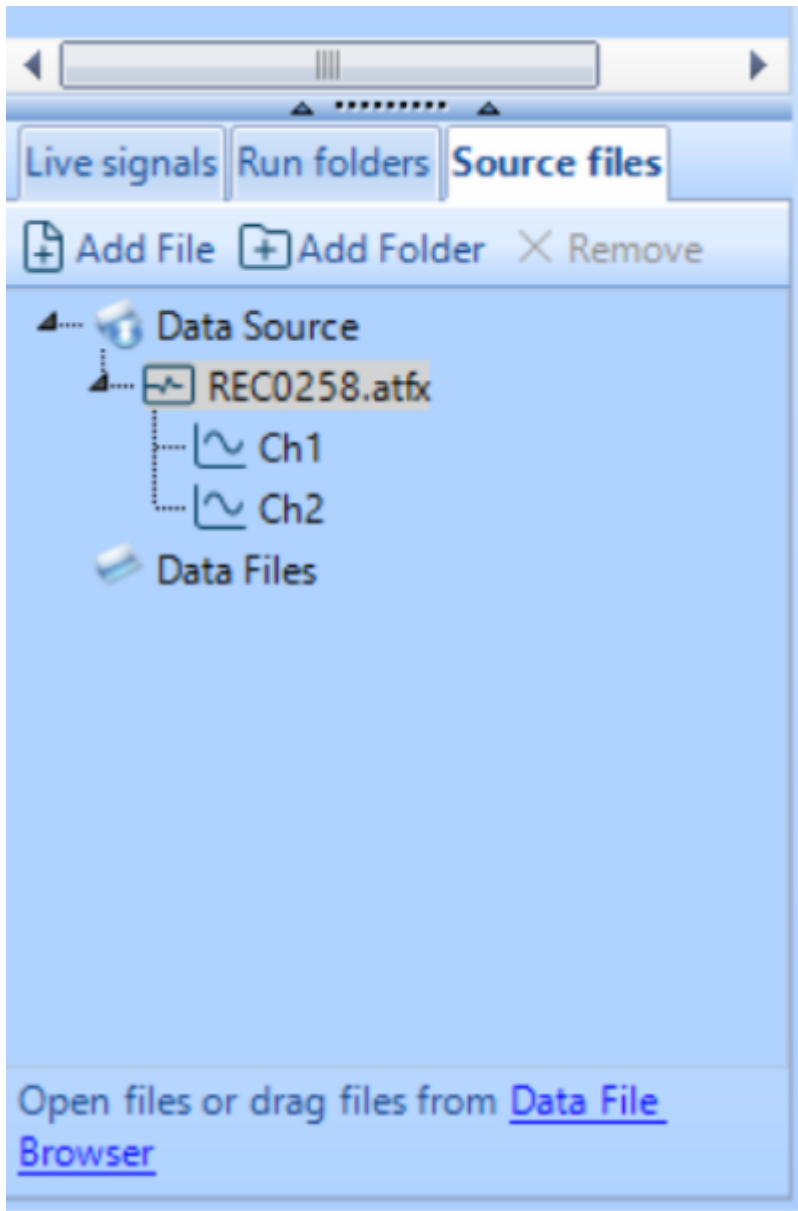 Live signals Run folders Source files
Add File Add Folder Remove
Data Source
REC0258.atfx
Ch1
Ch2
Data Files
Open files or drag files from Data File
Browser